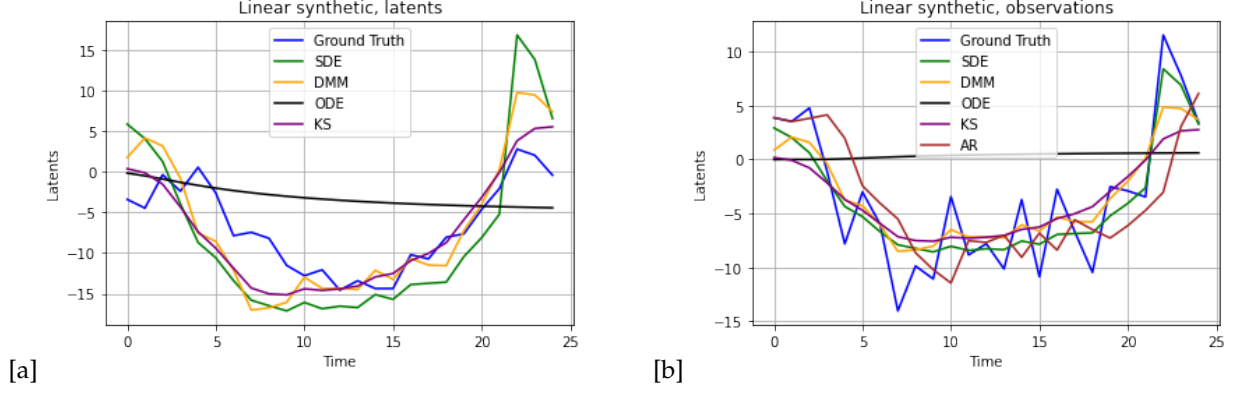 Linear synthetic, latents
Ground Truth
SDE
DMM
ODE
KS
Latents
15
10
5
0
−5
−10
−15
0
5
10
15
20
25
Time
[a]
Linear synthetic, observations
Ground Truth
SDE
DMM
ODE
KS
AR
Latents
10
5
0
−5
−10
−15
0
5
10
15
20
25
Time
[b]